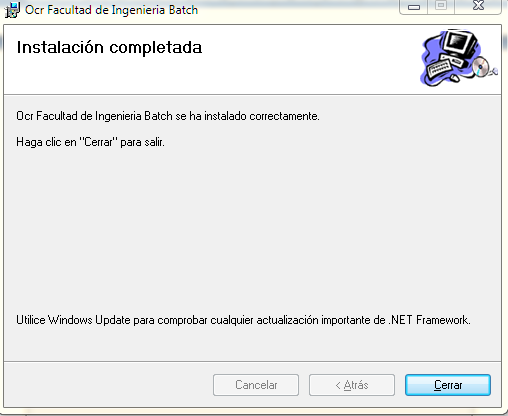 Ocr Facultad de Ingenieria Batch
Instalación completada
Ocr Facultad de Ingenieria Batch se ha instalado correctamente.
Haga clic en "Cerrar" para salir.
Utilice Windows Update para comprobar cualquier actualización importante de .NET Framework.
Cancelar
< Atrás
Cerrar